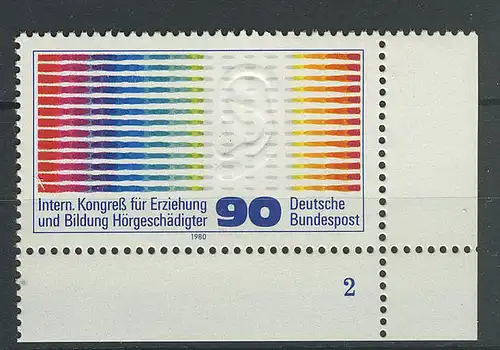 Intern. Kongreß für Erziehung
und Bildung Hörgeschädigter
90
Deutsche
Bundespost
1980
2